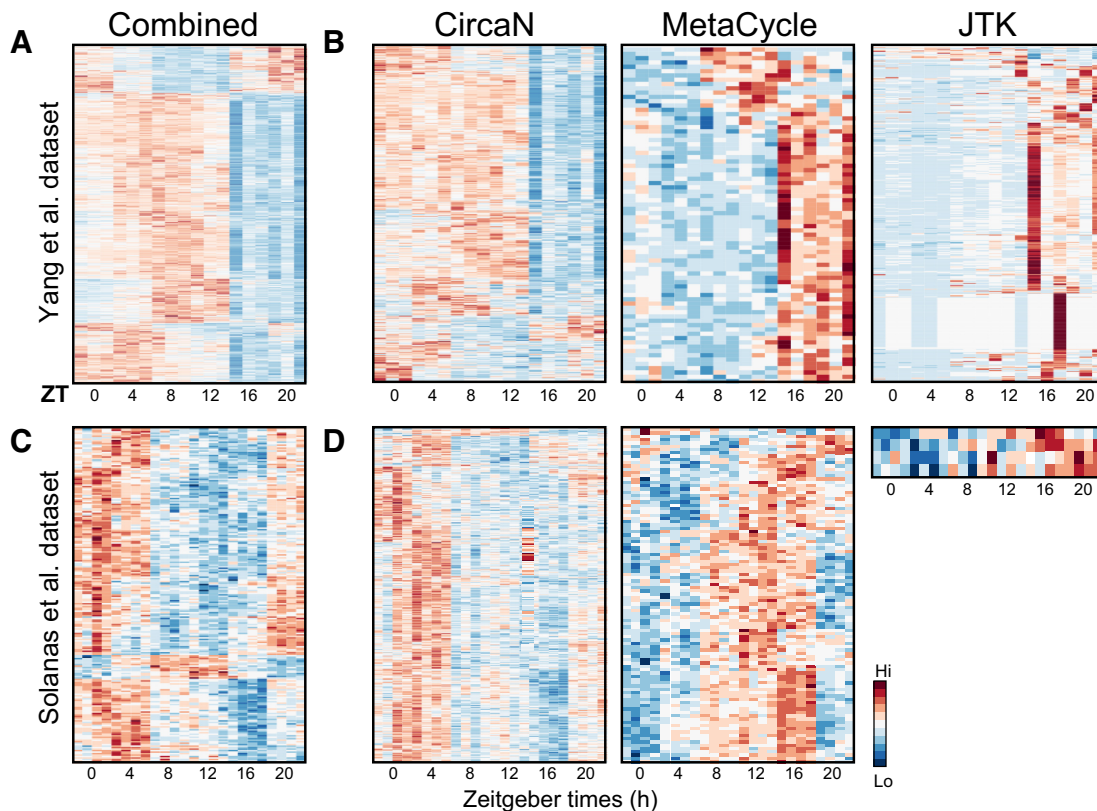 Combined CircaN MetaCycle JTK
A B
Yang et al. dataset
ZT 0 4 8 12 20 0 4 8 12 20 0 4 8 12 16 20 0 4 8 12 16 20
C D
Solanas et al. dataset
0 4 8 12 16 20
Hi
Lo
0 4 8 12 16 20 0 4 8 12 16 20 0 4 8 12 16 20
Zeitgeber times (h)